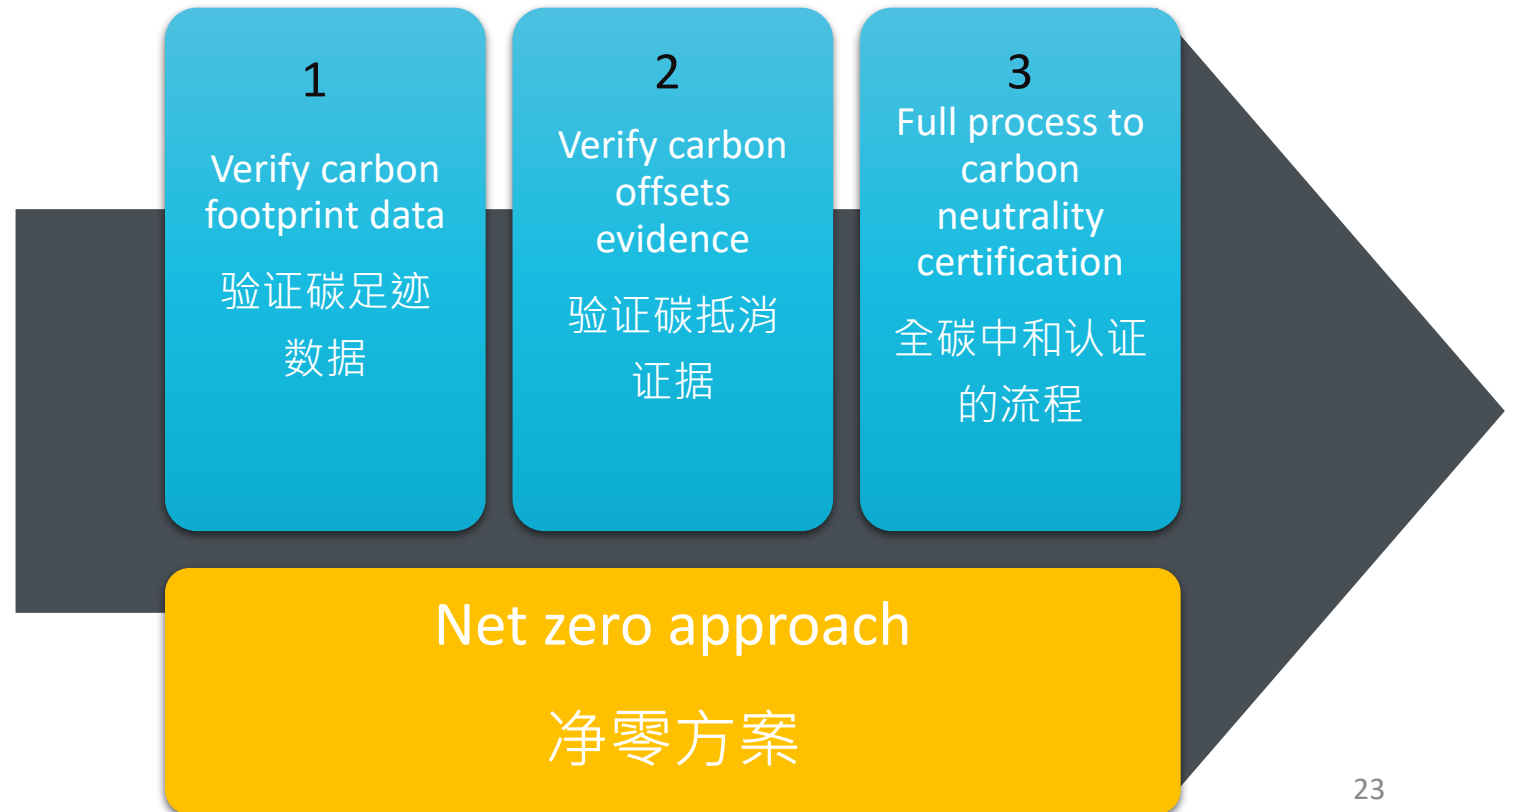 1
Verify carbon
footprint data
验证碳足迹
数据
2
Verify carbon
offsets
evidence
验证碳抵消
证据
3
Full process to
carbon
neutrality
certification
全碳中和认证
的流程
Net zero approach
净零方案
23